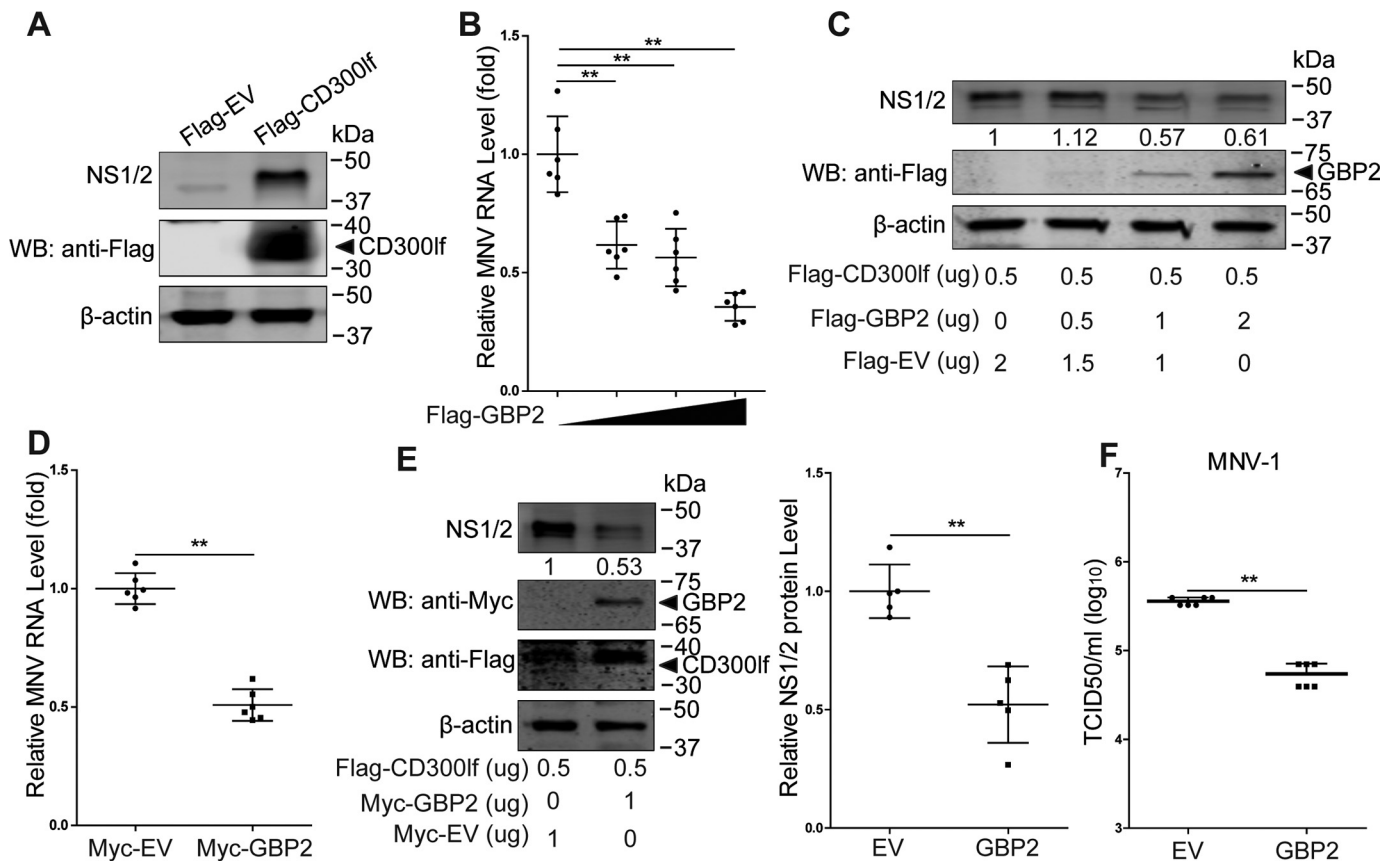 A
Flag-EV
Flag-CD300lf
kDa
NS1/2
50
37
WB: anti-Flag
40
30
CD300lf
β-actin
50
37
B
Relative MNV RNA Level (fold)
1.5
1.0
0.5
0.0
**
**
**
Flag-GBP2
C
kDa
NS1/2
50
37
1 1.12 0.57 0.61
WB: anti-Flag
75
65
GBP2
β-actin
50
37
Flag-CD300lf (ug) 0.5 0.5 0.5 0.5
Flag-GBP2 (ug) 0 0.5 1 2
Flag-EV (ug) 2 1.5 1 0
D
Relative MNV RNA Level (fold)
1.5
1.0
0.5
0.0
**
Myc-EV Myc-GBP2
E
kDa
NS1/2
50
37
1 0.53
WB: anti-Myc
75
65
GBP2
WB: anti-Flag
40
30
CD300lf
β-actin
50
37
Flag-CD300lf (ug) 0.5 0.5
Myc-GBP2 (ug) 0 1
Myc-EV (ug) 1 0
Relative NS1/2 protein Level
1.5
1.0
0.5
0.0
**
EV GBP2
F
MNV-1
TCID50/ml (log10)
7
6
5
4
3
**
EV GBP2